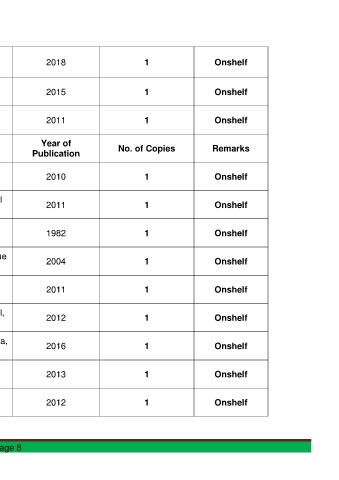 2018 1 Onshelf
2015 1 Onshelf
2011 1 Onshelf
Year of
Publication No. of Copies Remarks
2010 1 Onshelf
2011 1 Onshelf
1982 1 Onshelf
2004 1 Onshelf
2011 1 Onshelf
2012 1 Onshelf
2016 1 Onshelf
2013 1 Onshelf
2012 1 Onshelf
age 8